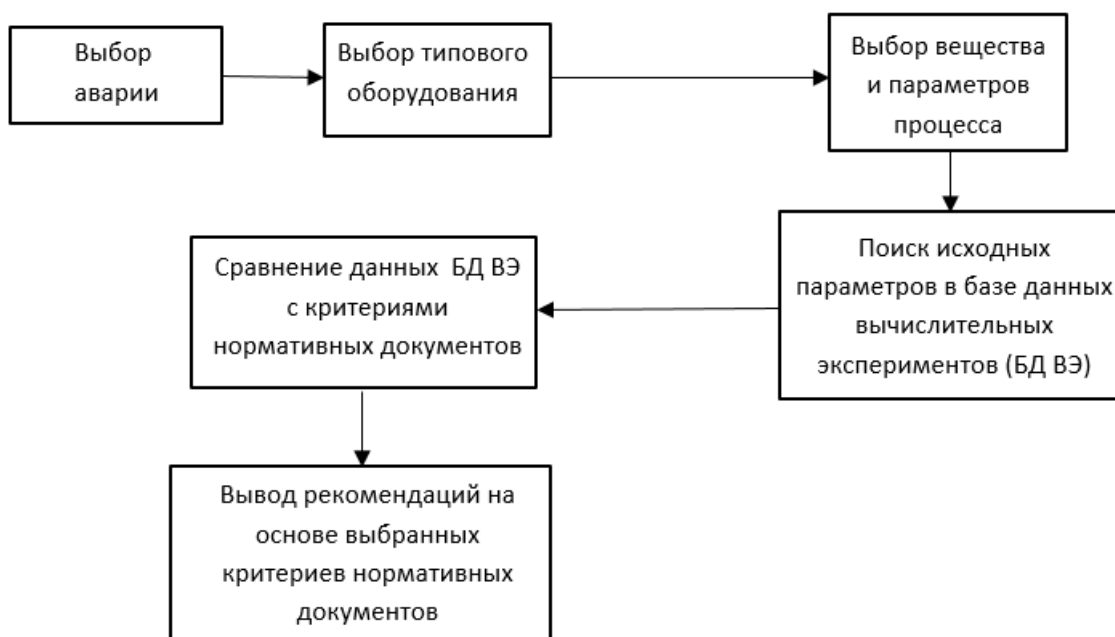 Выбор
аварии
Выбор типового
оборудования
Выбор вещества
и параметров
процесса
Поиск исходных
параметров в базе данных
вычислительных
экспериментов (БД ВЭ)
Сравнение данных БД ВЭ
с критериями
нормативных документов
Вывод рекомендаций на
основе выбранных
критериев нормативных
документов